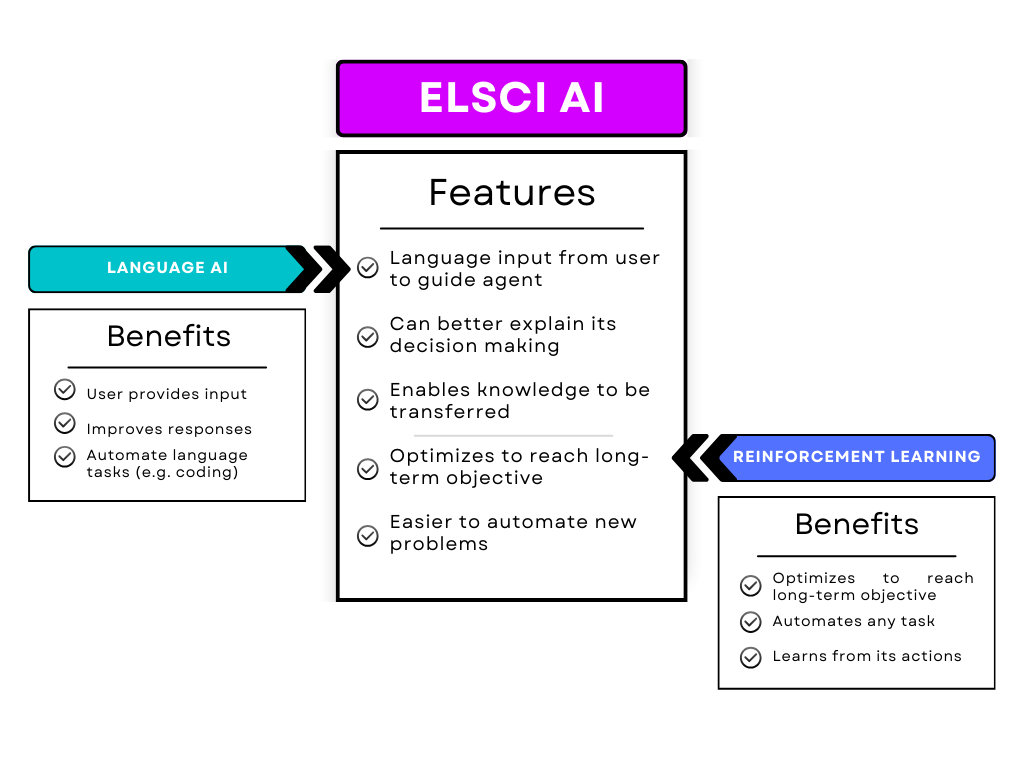 ELSCI AI
Features
Language input from user
to guide agent
Can better explain its
decision making
Enables knowledge to be
transferred
Optimizes to reach long-
term objective
Easier to automate new
problems
LANGUAGE AI
Benefits
User provides input
Improves responses
Automate language
tasks (e.g. coding)
REINFORCEMENT LEARNING
Benefits
Optimizes to reach
long-term objective
Automates any task
Learns from its actions